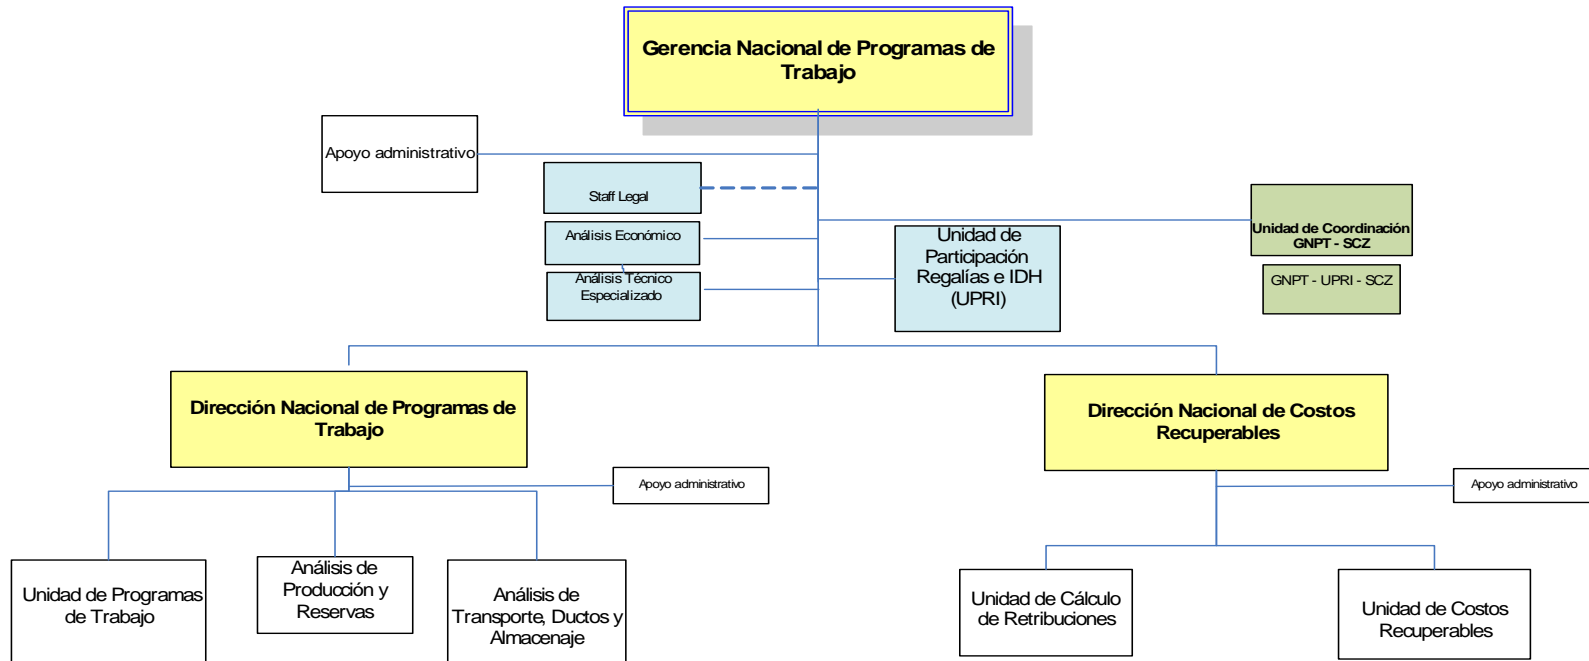 Gerencia Nacional de Programas de
Trabajo
Apoyo administrativo
Staff Legal
Análisis Económico
Análisis Técnico
Especializado
Unidad de
Participación
Regalías e IDH
(UPRI)
Unidad de Coordinación
GNPT - SCZ
GNPT - UPRI - SCZ
Dirección Nacional de Programas de
Trabajo
Dirección Nacional de Costos
Recuperables
Apoyo administrativo
Apoyo administrativo
Unidad de Programas
de Trabajo
Análisis de
Producción y
Reservas
Análisis de
Transporte, Ductos y
Almacenaje
Unidad de Cálculo
de Retribuciones
Unidad de Costos
Recuperables